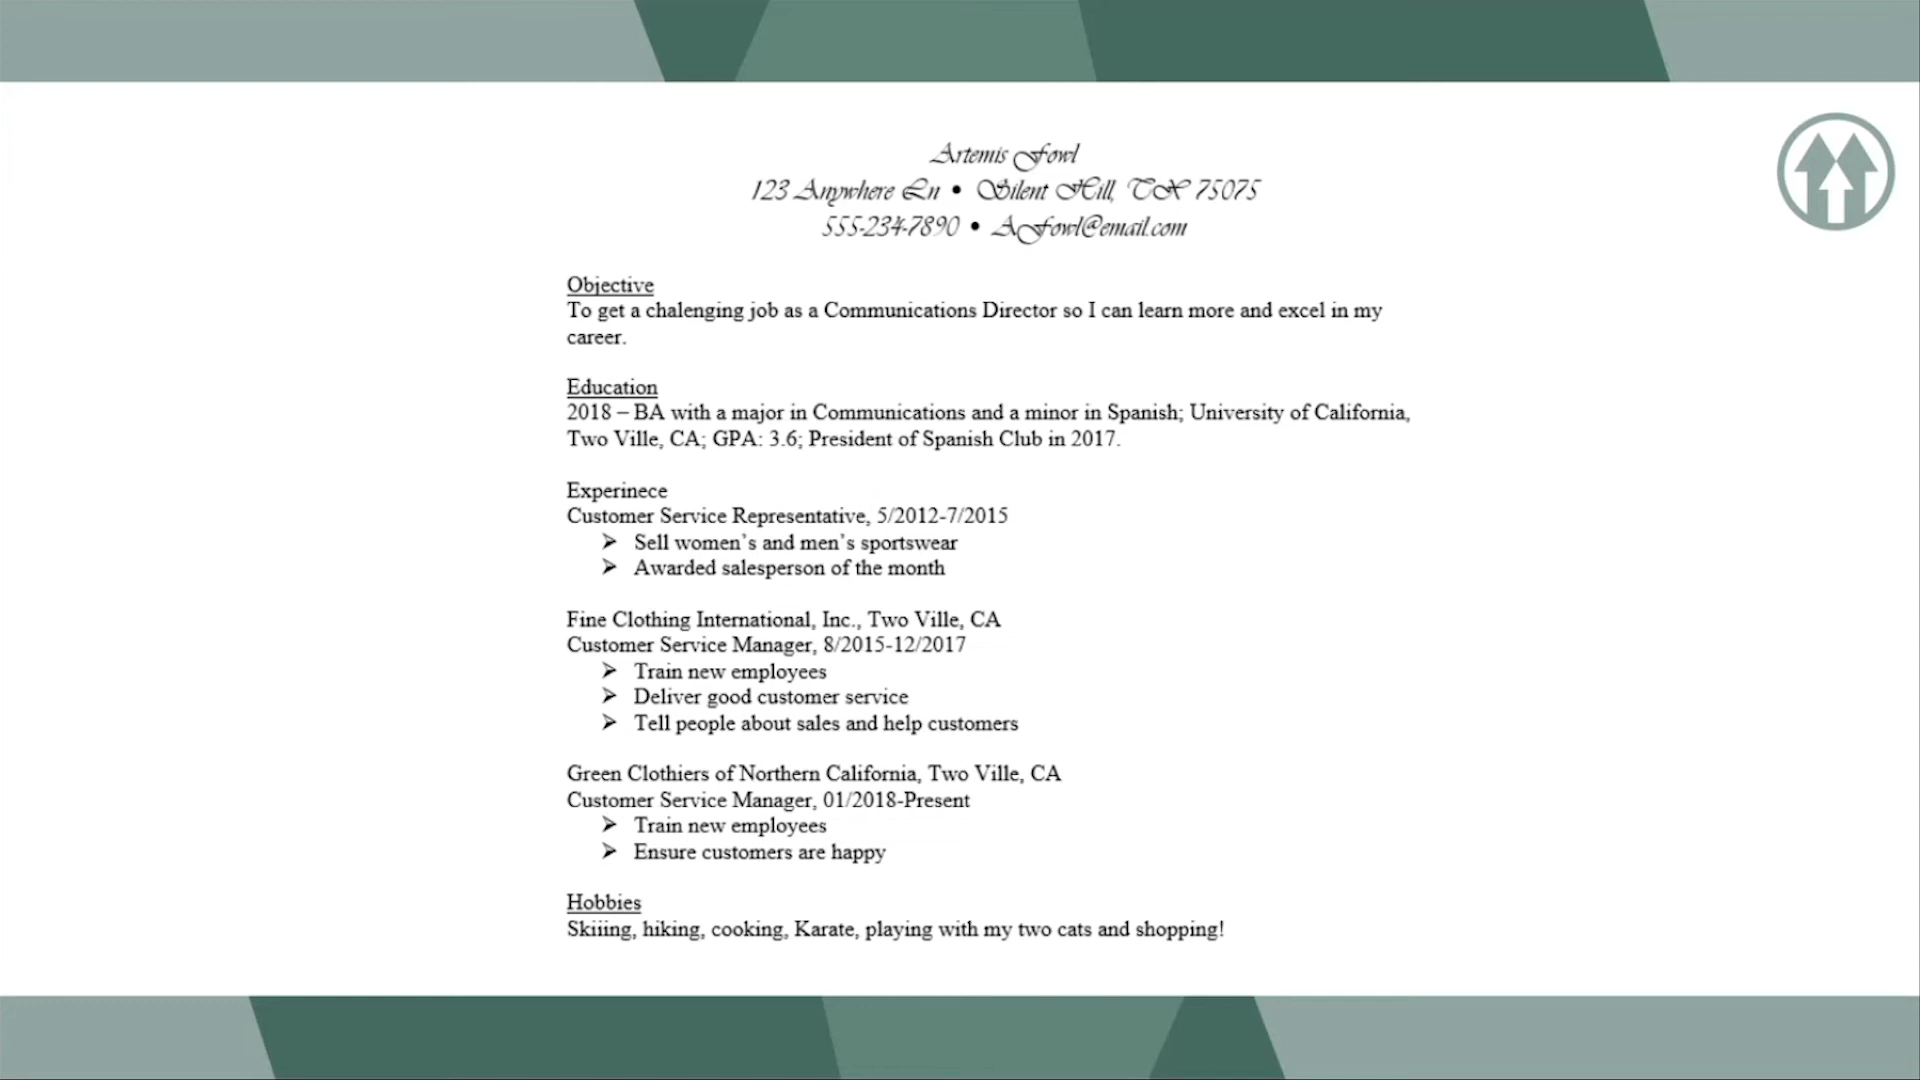 Artemis Fowl
123 Anywhere Ln • Silent Hill, TX 75075
555-234-7890 • AFowl@email.com
Objective
To get a chalenging job as a Communications Director so I can learn more and excel in my
career.
Education
2018 – BA with a major in Communications and a minor in Spanish; University of California,
Two Ville, CA; GPA: 3.6; President of Spanish Club in 2017.
Experinece
Customer Service Representative, 5/2012-7/2015
➢ Sell women’s and men’s sportswear
➢ Awarded salesperson of the month
Fine Clothing International, Inc., Two Ville, CA
Customer Service Manager, 8/2015-12/2017
➢ Train new employees
➢ Deliver good customer service
➢ Tell people about sales and help customers
Green Clothiers of Northern California, Two Ville, CA
Customer Service Manager, 01/2018-Present
➢ Train new employees
➢ Ensure customers are happy
Hobbies
Skiiing, hiking, cooking, Karate, playing with my two cats and shopping!